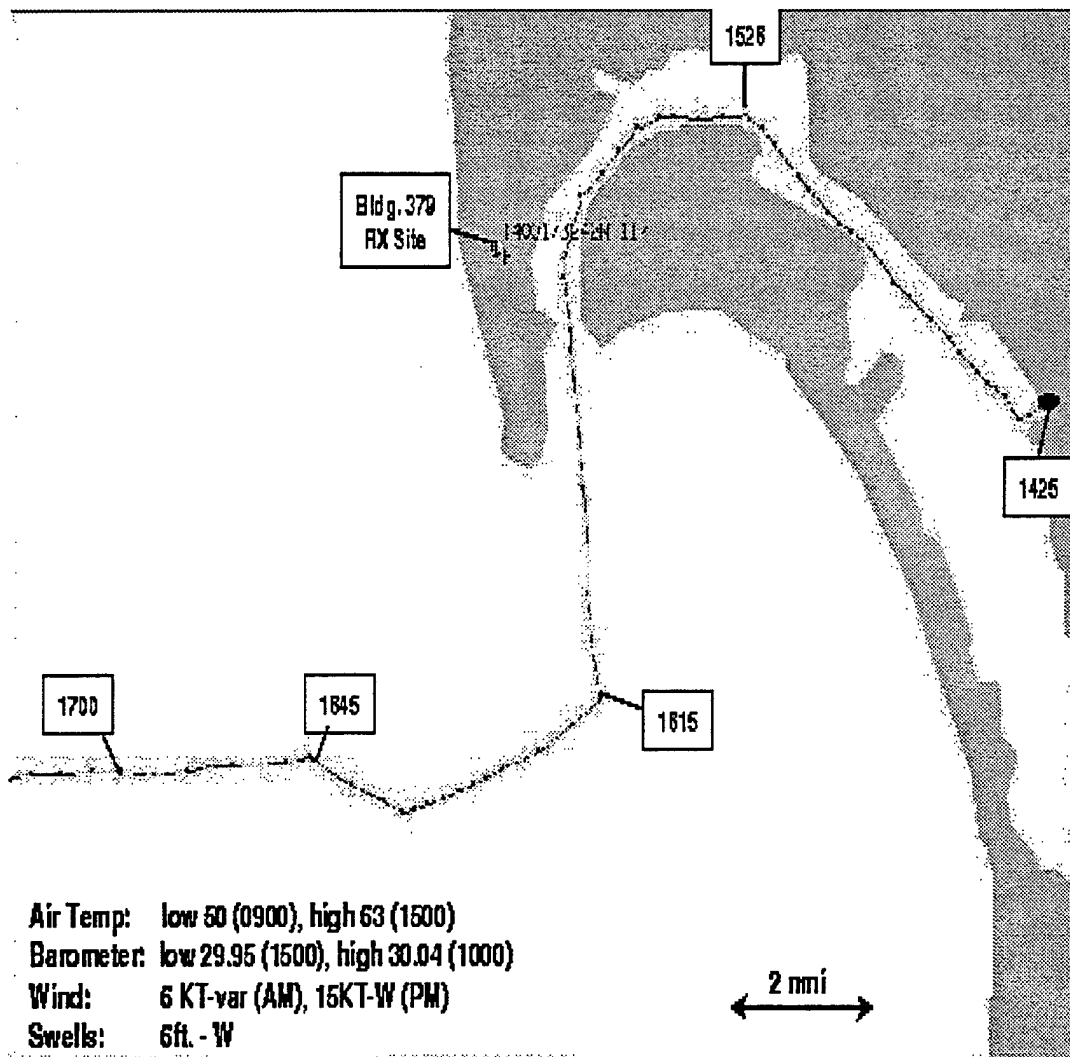 1526
Bldg. 379
RX Site
1425
1700
1645
1615
Air Temp: low 50 (0900), high 63 (1500)
Barometer: low 29.95 (1500), high 30.04 (1000)
Wind: 6 KT-var (AM), 15KT-W (PM)
Swells: 6ft. - W
2 nmi